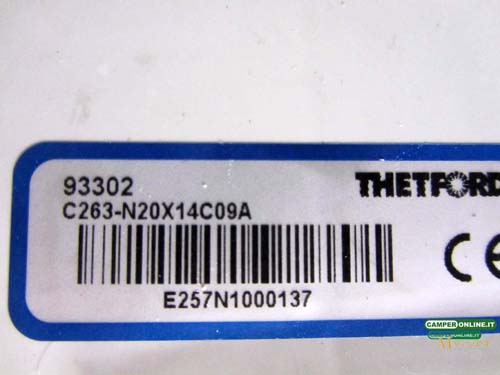 93302
THETFORD
C263-N20X14C09A
CE
E257N1000137
CAMPERONLINE.IT